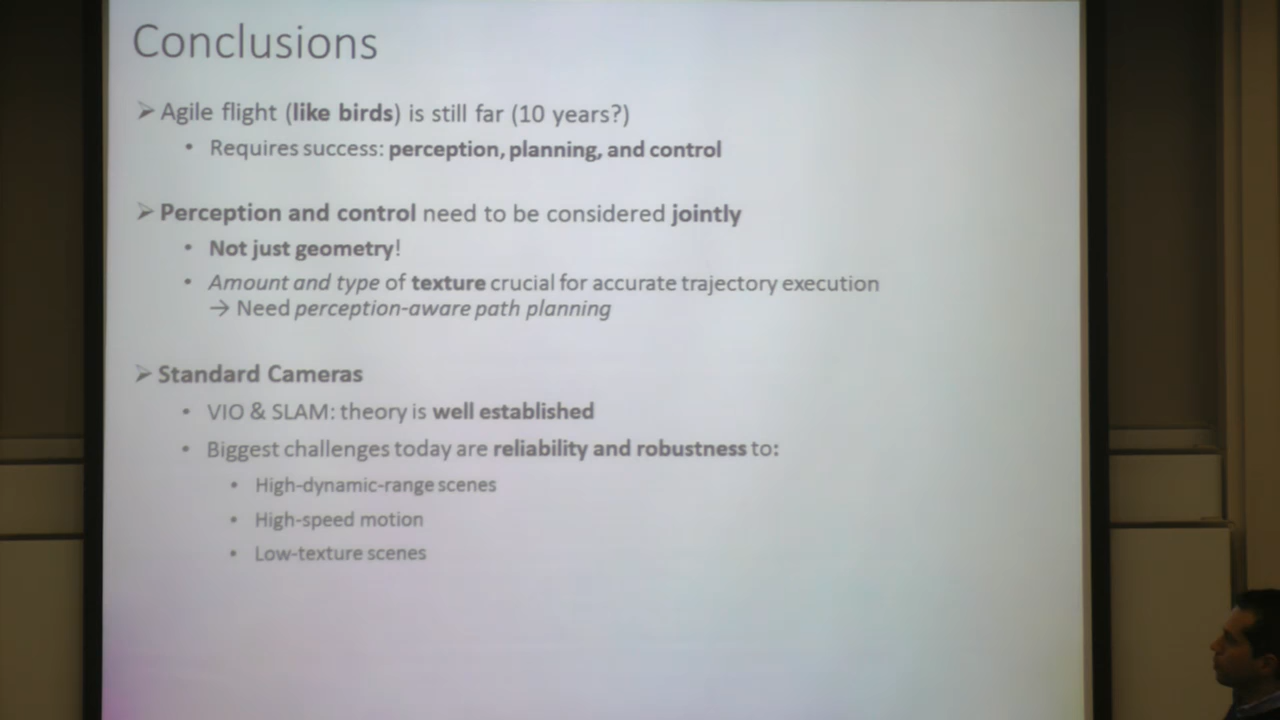 Conclusions
➢ Agile flight (like birds) is still far (10 years?)
• Requires success: perception, planning, and control
➢ Perception and control need to be considered jointly
• Not just geometry!
• Amount and type of texture crucial for accurate trajectory execution
→ Need perception-aware path planning
➢ Standard Cameras
• VIO & SLAM: theory is well established
• Biggest challenges today are reliability and robustness to:
• High-dynamic-range scenes
• High-speed motion
• Low-texture scenes